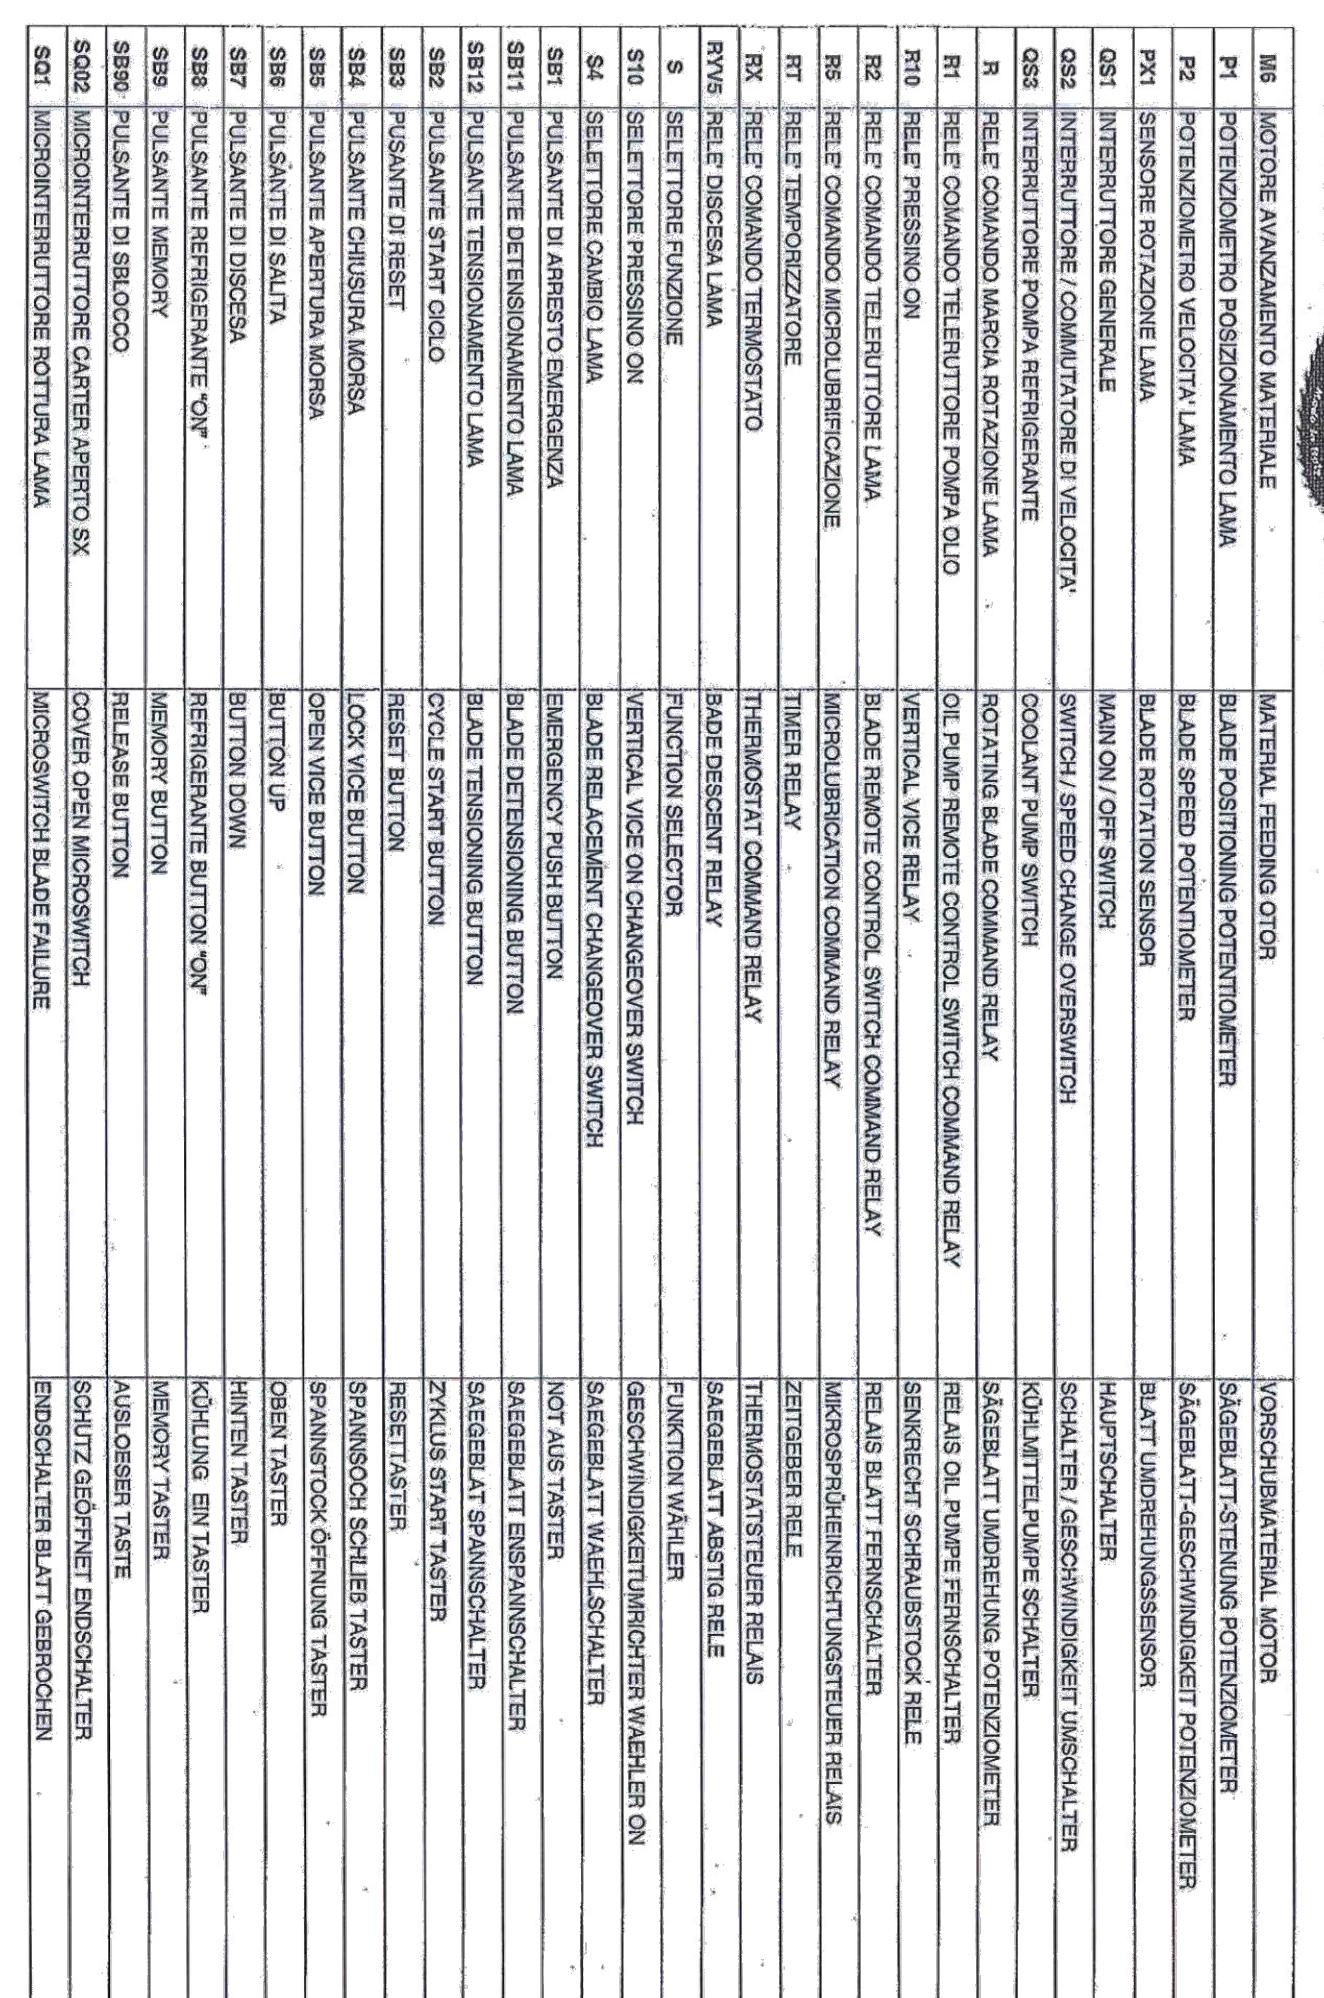 M6 MOTORE AVANZAMENTO MATERIALE MATERIAL FEEDING OTOR VORSCHUBMATERIAL MOTOR
P1 POTENZIOMETRO POSIZIONAMENTO LAMA BLADE POSITIONING POTENTIOMETER SÄGEBLATT-STIENUNG POTENZIOMETER
P2 POTENZIOMETRO VELOCITA' LAMA BLADE SPEED POTENTIOMETER SÄGEBLATT-GESCHWINDIGKEIT POTENZIOMETER
PX1 SENSORE ROTAZIONE LAMA BLADE ROTATION SENSOR BLATT UMDREHUNGSSENSOR
QS1 INTERRUTTORE GENERALE MAIN ON / OFF SWITCH HAUPTSCHALTER
QS2 INTERRUTTORE / COMMUTATORE DI VELOCITA' SWITCH / SPEED CHANGE OVERSWITCH SCHALTER / GESCHWINDIGKEIT UMSCHALTER
QS3 INTERRUTTORE POMPA REFRIGERANTE COOLANT PUMP SWITCH KÜHLMITTELPUMPE SCHALTER
R RELE' COMANDO MARCIA ROTAZIONE LAMA ROTATING BLADE COMMAND RELAY SÄGEBLATT UMDREHUNG POTENZIOMETER
R1 RELE' COMANDO TELERUTTORE POMPA OLIO OIL PUMP REMOTE CONTROL SWITCH COMMAND RELAY RELAIS OIL PUMPE FERNSCHALTER
R10 RELE' PRESSINO ON VERTICAL VICE RELAY SENKRECHT SCHRAUBSTOCK RELE
R2 RELE' COMANDO TELERUTTORE LAMA BLADE REMOTE CONTROL SWITCH COMMAND RELAY RELAIS BLATT FERNSCHALTER
R5 RELE' COMANDO MICROLUBRIFICAZIONE MICROLUBRICATION COMMAND RELAY MIKROSPRÜHEINRICHTUNGSTEUER RELAIS
RT RELE' TEMPORIZZATORE TIMER RELAY ZEITGEBER RELE
RX RELE' COMANDO TERMOSTATO THERMOSTAT COMMAND RELAY THERMOSTATSTEUER RELAIS
RYV5 RELE' DISCESA LAMA BADE DESCENT RELAY SAEGEBLATT ABSTIG RELE
S SELETTORE FUNZIONE FUNCTION SELECTOR FUNKTION WÄHLER
S10 SELETTORE PRESSINO ON VERTICAL VICE ON CHANGEOVER SWITCH GESCHWINDIGKEITUMRICHTER WAEHLER ON
S4 SELETTORE CAMBIO LAMA BLADE RELACEMENT CHANGEOVER SWITCH SAEGEBLATT WAEHLSCHALTER
SB1 PULSANTE DI ARRESTO EMERGENZA EMERGENCY PUSH BUTTON NOT AUS TASTER
SB11 PULSANTE DETENSIONAMENTO LAMA BLADE DETENSIONING BUTTON SAEGEBLATT ENSPANNSCHALTER
SB12 PULSANTE TENSIONAMENTO LAMA BLADE TENSIONING BUTTON SAEGEBLAT SPANNSCHALTER
SB2 PULSANTE START CICLO CYCLE START BUTTON ZYKLUS START TASTER
SB3 PUSANTE DI RESET RESET BUTTON RESETTASTER
SB4 PULSANTE CHIUSURA MORSA LOCK VICE BUTTON SPANNSOCH SCHLIEB TASTER
SB5 PULSANTE APERTURA MORSA OPEN VICE BUTTON SPANNSTOCK ÖFFNUNG TASTER
SB6 PULSANTE DI SALITA BUTTON UP OBEN TASTER
SB7 PULSANTE DI DISCESA BUTTON DOWN HINTEN TASTER
SB8 PULSANTE REFRIGERANTE "ON" REFRIGERANTE BUTTON "ON" KÜHLUNG EIN TASTER
SB9 PULSANTE MEMORY MEMORY BUTTON MEMORY TASTER
SB90 PULSANTE DI SBLOCCO RELEASE BUTTON AUSLOESER TASTE
SQ02 MICROINTERRUTTORE CARTER APERTO SX COVER OPEN MICROSWITCH SCHUTZ GEÖFFNET ENDSCHALTER
SQ1 MICROINTERRUTTORE ROTTURA LAMA MICROSWITCH BLADE FAILURE ENDSCHALTER BLATT GEBROCHEN